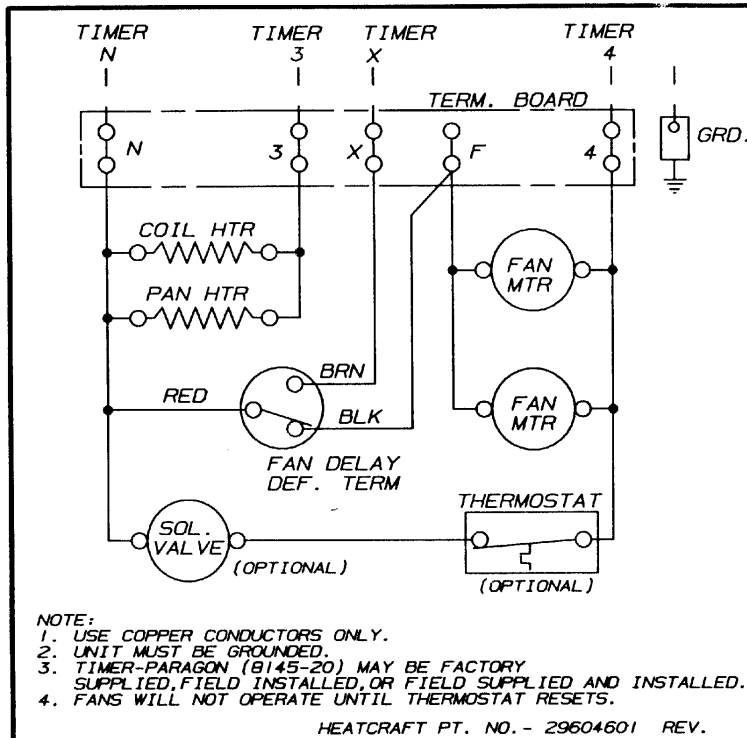 TIMER TIMER TIMER TIMER
N 3 X 4
TERM. BOARD
N 3 X F 4
GRD.
COIL HTR
FAN
MTR
PAN HTR
BRN
RED
BLK
FAN
MTR
FAN DELAY
DEF. TERM
THERMOSTAT
SOL.
VALVE
(OPTIONAL)
(OPTIONAL)
NOTE:
1. USE COPPER CONDUCTORS ONLY.
2. UNIT MUST BE GROUNDED.
3. TIMER-PARAGON (8145-20) MAY BE FACTORY
SUPPLIED, FIELD INSTALLED, OR FIELD SUPPLIED AND INSTALLED.
4. FANS WILL NOT OPERATE UNTIL THERMOSTAT RESETS.
HEATCRAFT PT. NO.- 29604601 REV.